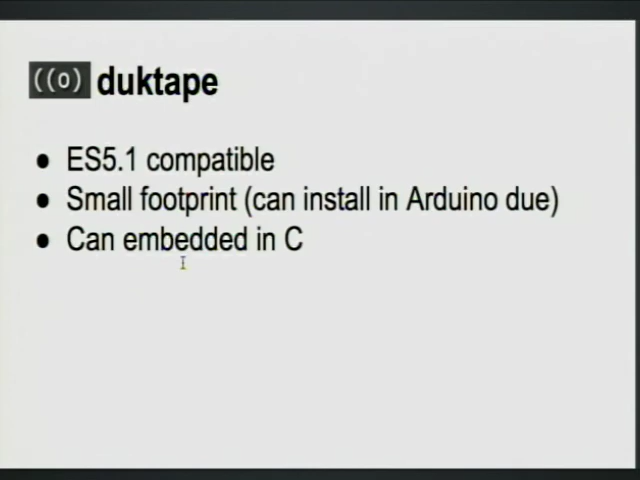 ((o) duktape
● ES5.1 compatible
● Small footprint (can install in Arduino due)
● Can embedded in C